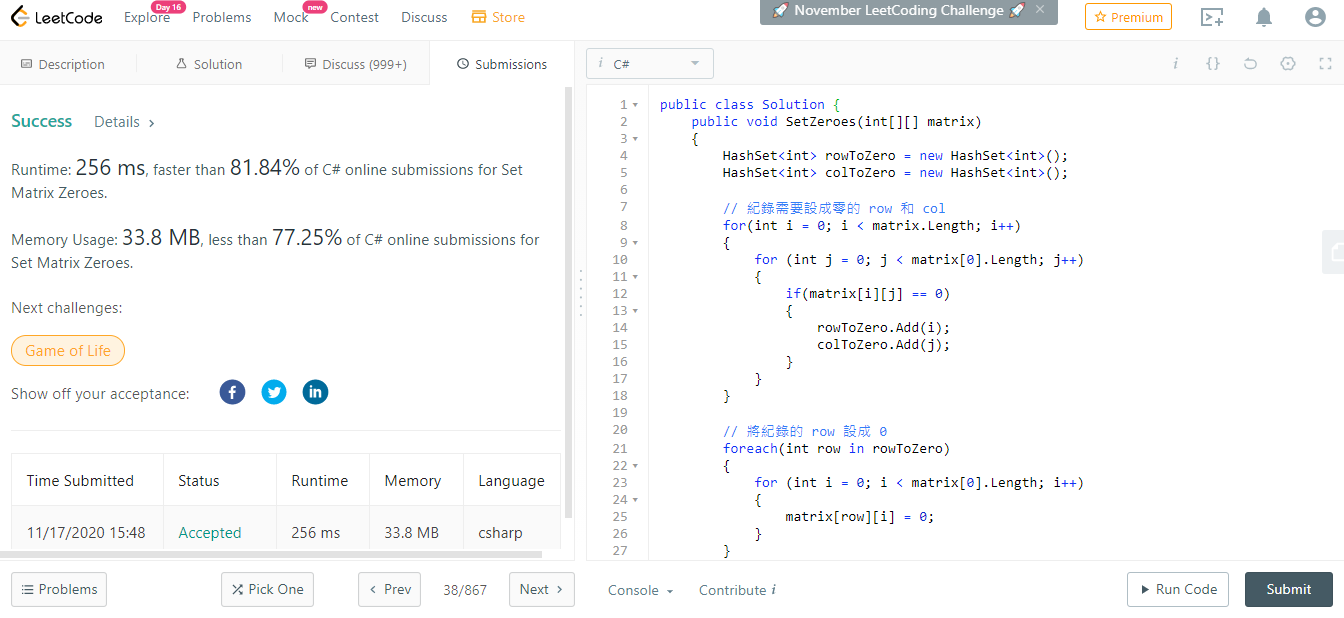 LeetCode
Explore Day 16 Problems Mock new Contest Discuss Store
🚀 November LeetCoding Challenge 🚀 ×
Premium
Description Solution Discuss (999+) Submissions
i C#
Success Details >
Runtime: 256 ms, faster than 81.84% of C# online submissions for Set
Matrix Zeroes.
Memory Usage: 33.8 MB, less than 77.25% of C# online submissions for
Set Matrix Zeroes.
Next challenges:
Game of Life
Show off your acceptance:
Time Submitted Status Runtime Memory Language
11/17/2020 15:48 Accepted 256 ms 33.8 MB csharp
1 public class Solution {
2     public void SetZeroes(int[][] matrix)
3     {
4         HashSet<int> rowToZero = new HashSet<int>();
5         HashSet<int> colToZero = new HashSet<int>();
6
7         // 紀錄需要設成零的 row 和 col
8         for(int i = 0; i < matrix.Length; i++)
9         {
10             for (int j = 0; j < matrix[0].Length; j++)
11             {
12                 if(matrix[i][j] == 0)
13                 {
14                     rowToZero.Add(i);
15                     colToZero.Add(j);
16                 }
17             }
18         }
19
20         // 將紀錄的 row 設成 0
21         foreach(int row in rowToZero)
22         {
23             for (int i = 0; i < matrix[0].Length; i++)
24             {
25                 matrix[row][i] = 0;
26             }
27         }
Problems Pick One < Prev 38/867 Next >
Console Contribute i
Run Code Submit